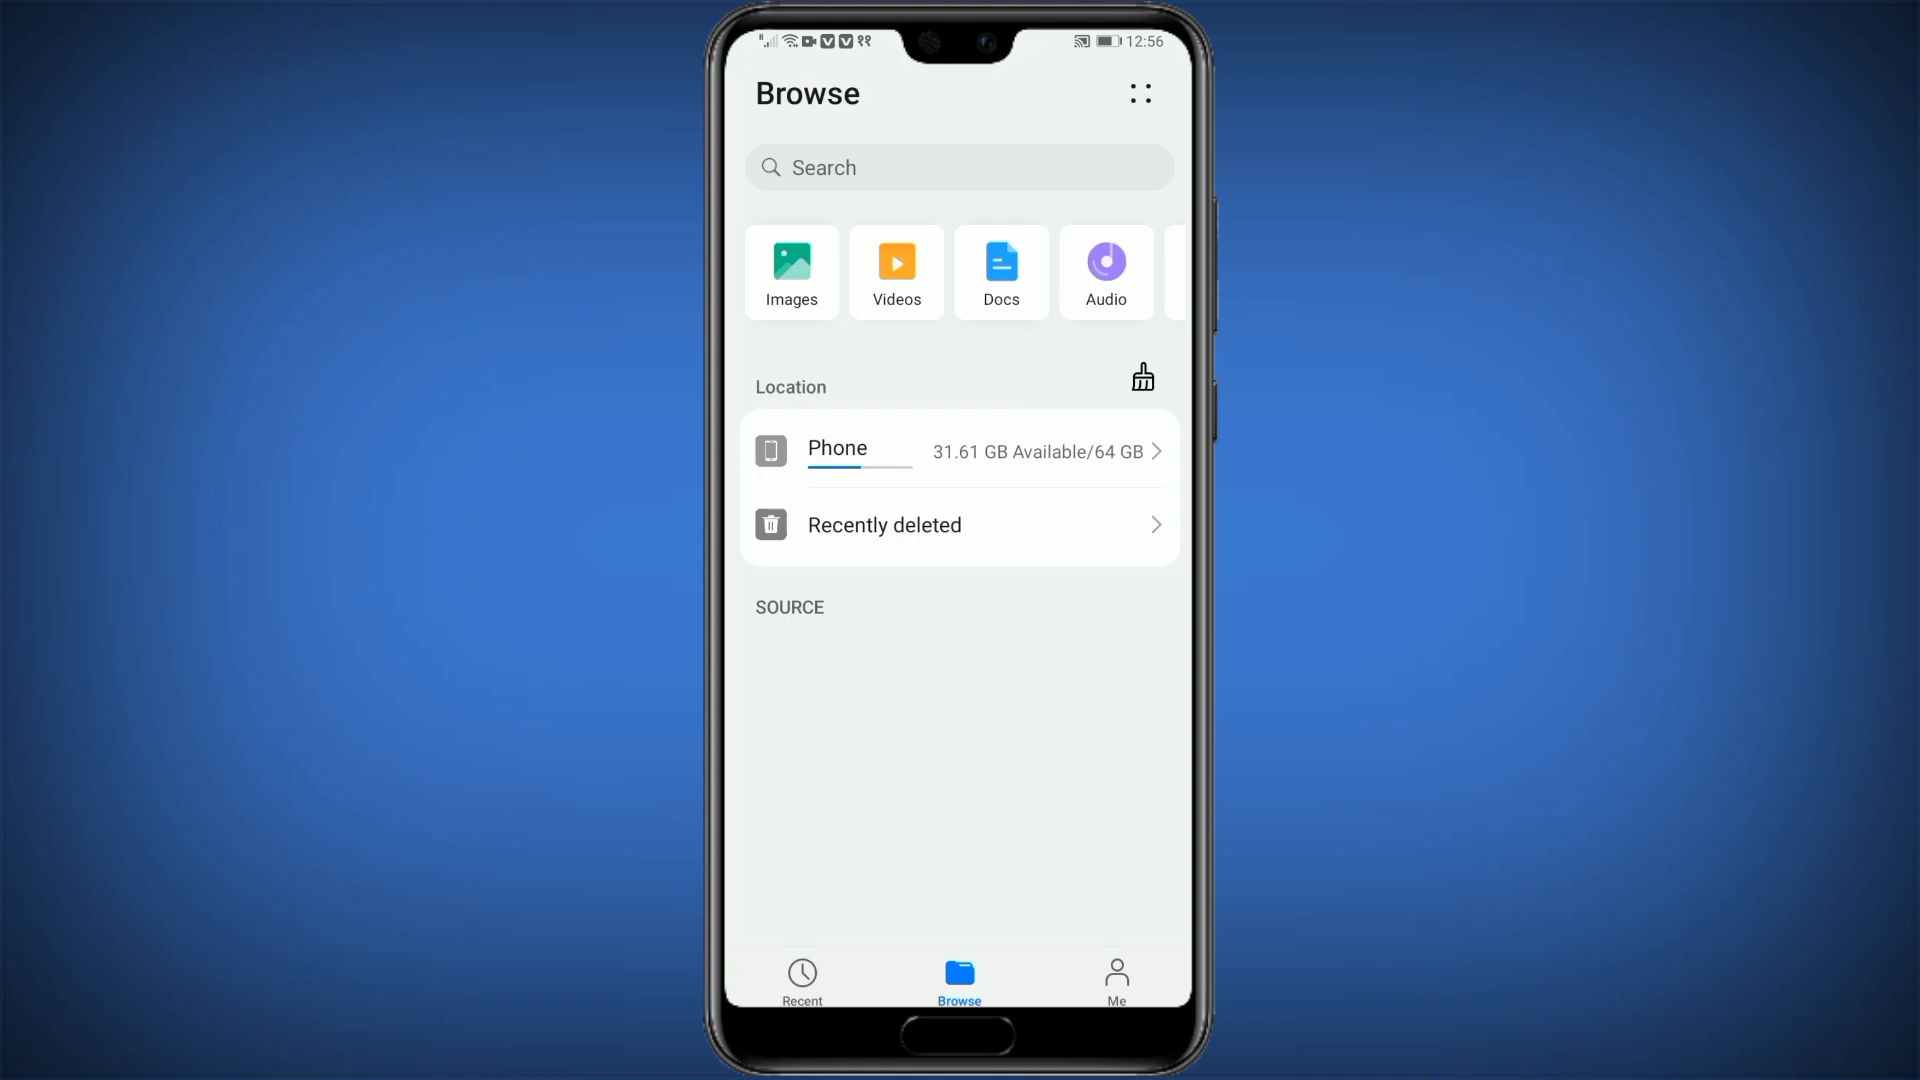 १९ 12:56
Browse
Search
Images Videos Docs Audio
Location
Phone 31.61 GB Available/64 GB
Recently deleted
SOURCE
Recent Browse Me